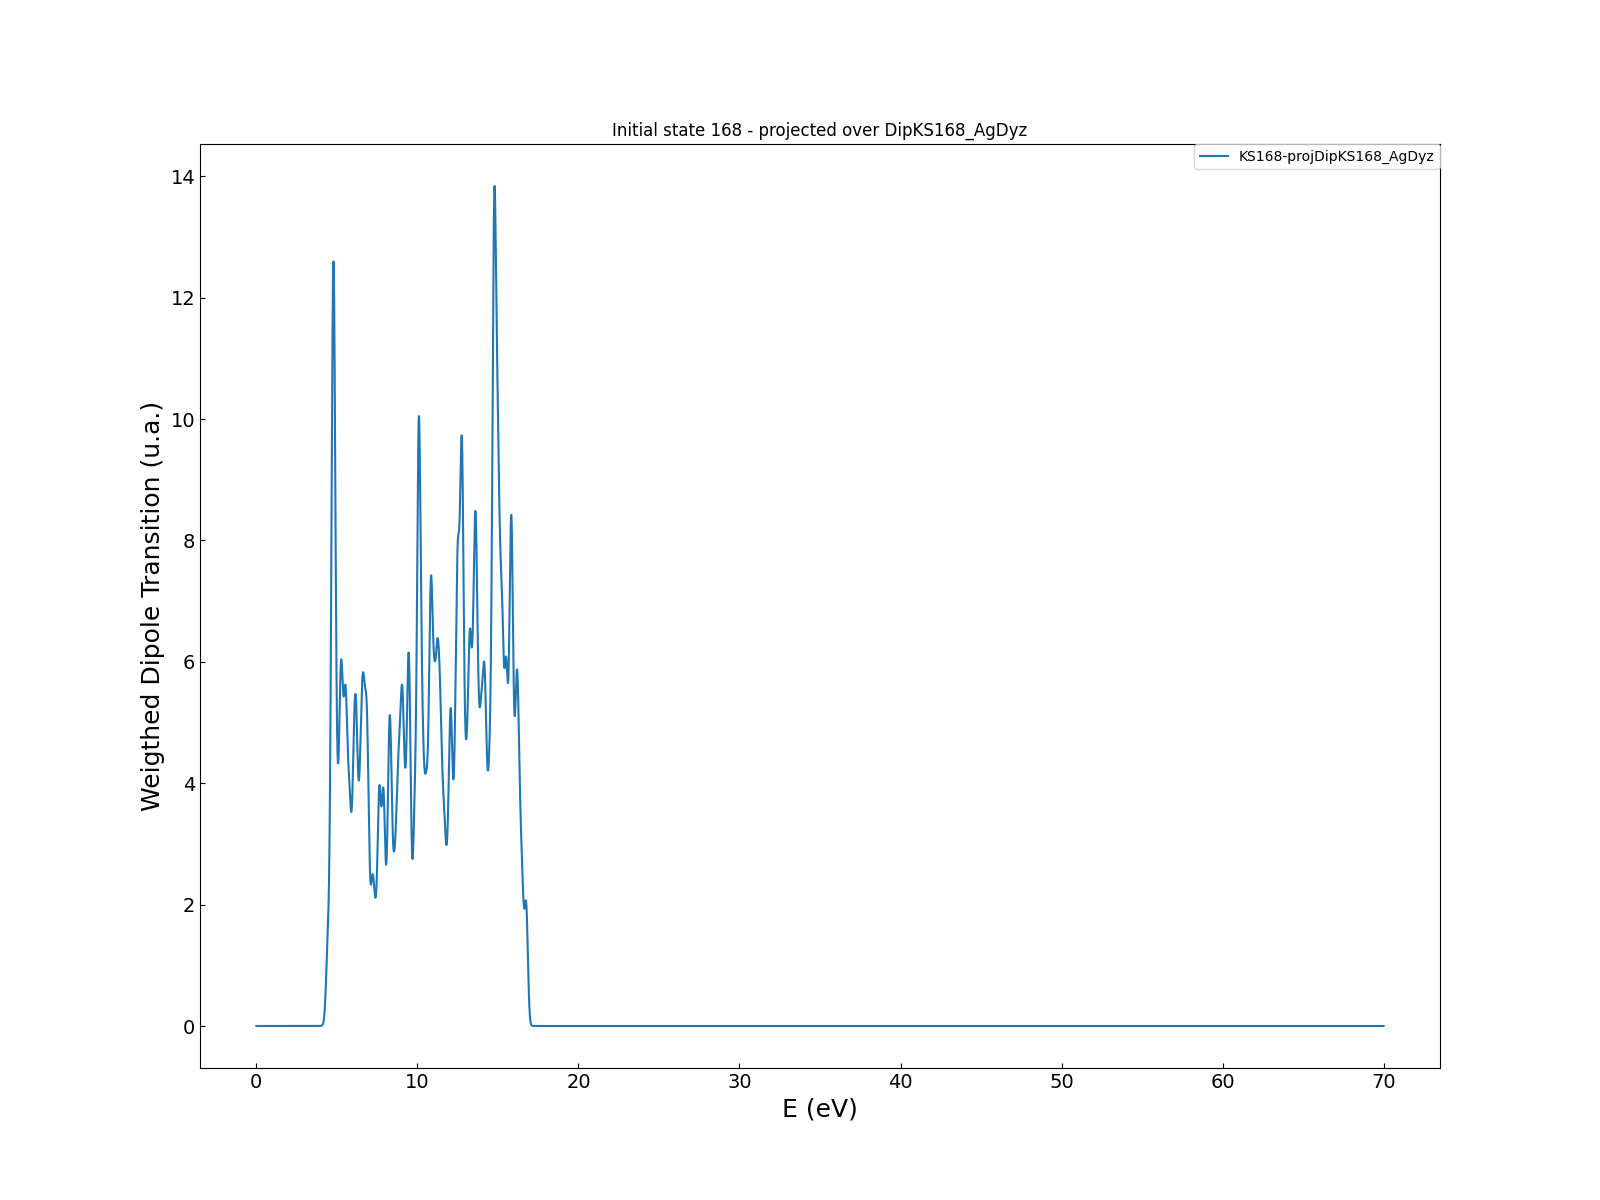 Initial state 168 - projected over DipKS168_AgDyz
KS168-projDipKS168_AgDyz
Weigthed Dipole Transition (u.a.)
14
12
10
8
6
4
2
0
0 10 20 30 40 50 60 70
E (eV)